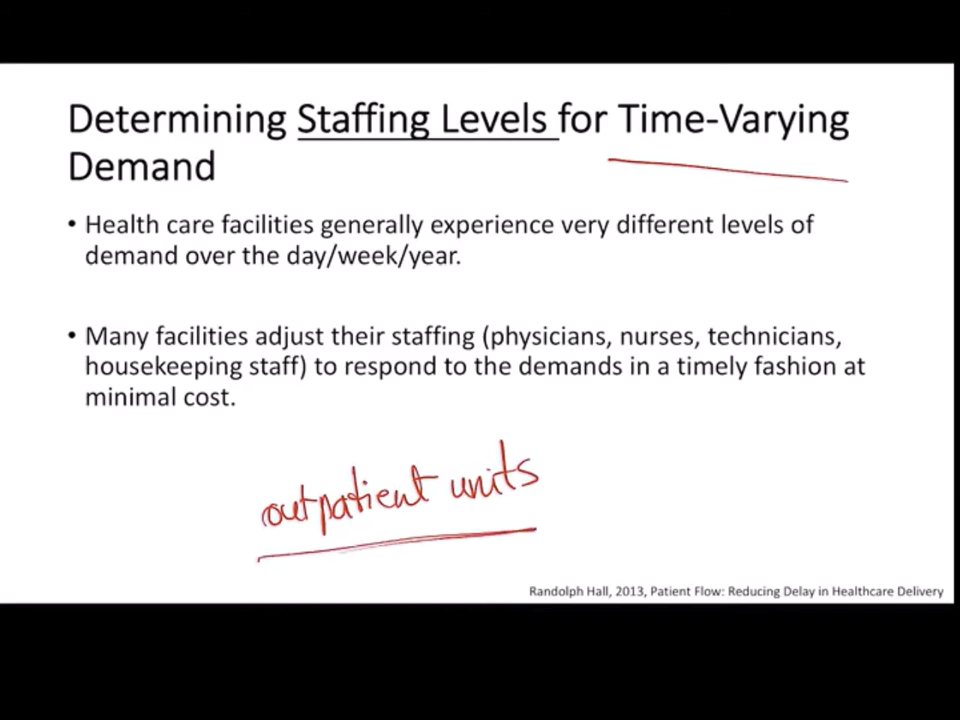 Determining Staffing Levels for Time-Varying
Demand
• Health care facilities generally experience very different levels of
demand over the day/week/year.
• Many facilities adjust their staffing (physicians, nurses, technicians,
housekeeping staff) to respond to the demands in a timely fashion at
minimal cost.
outpatient units
Randolph Hall, 2013, Patient Flow: Reducing Delay in Healthcare Delivery